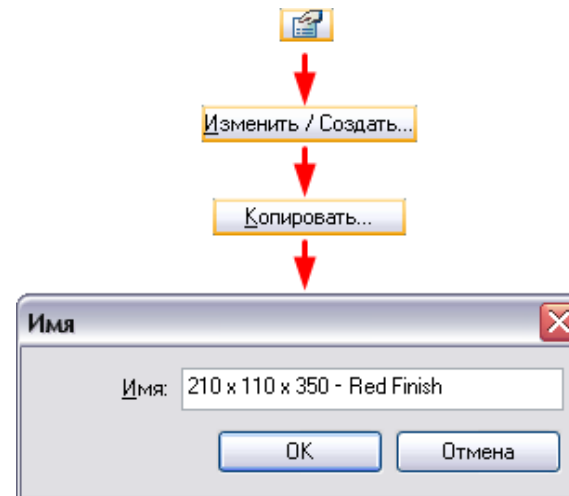 Изменить / Создать...
Копировать...
Имя
Имя: 210 x 110 x 350 - Red Finish
OK Отмена